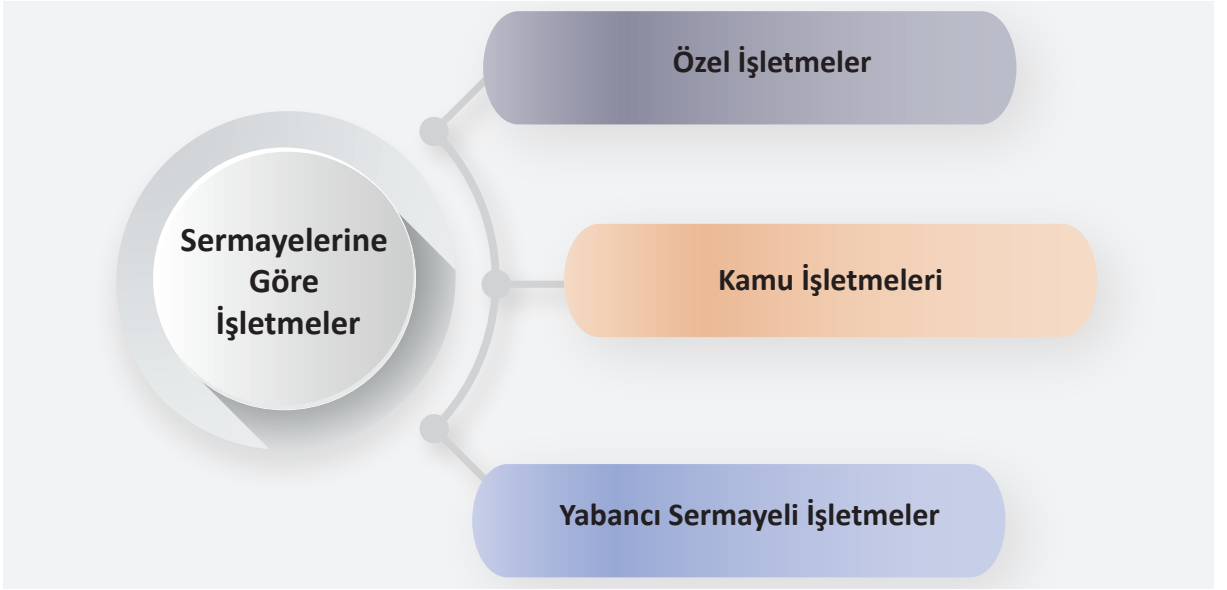 Sermayelerine
Göre
İşletmeler
Özel İşletmeler
Kamu İşletmeleri
Yabancı Sermayeli İşletmeler